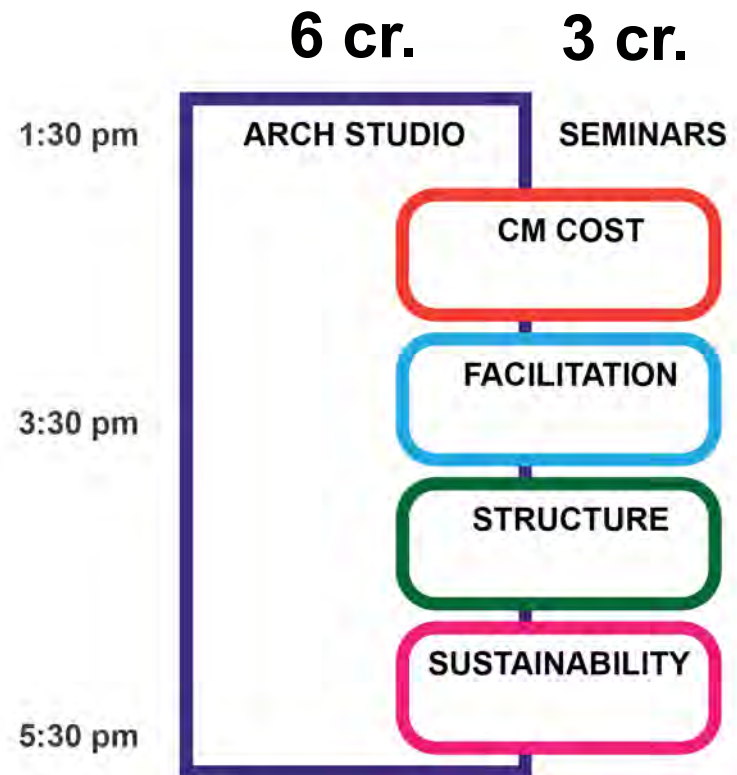 6 cr. 3 cr.
1:30 pm ARCH STUDIO SEMINARS
CM COST
FACILITATION
3:30 pm
STRUCTURE
SUSTAINABILITY
5:30 pm